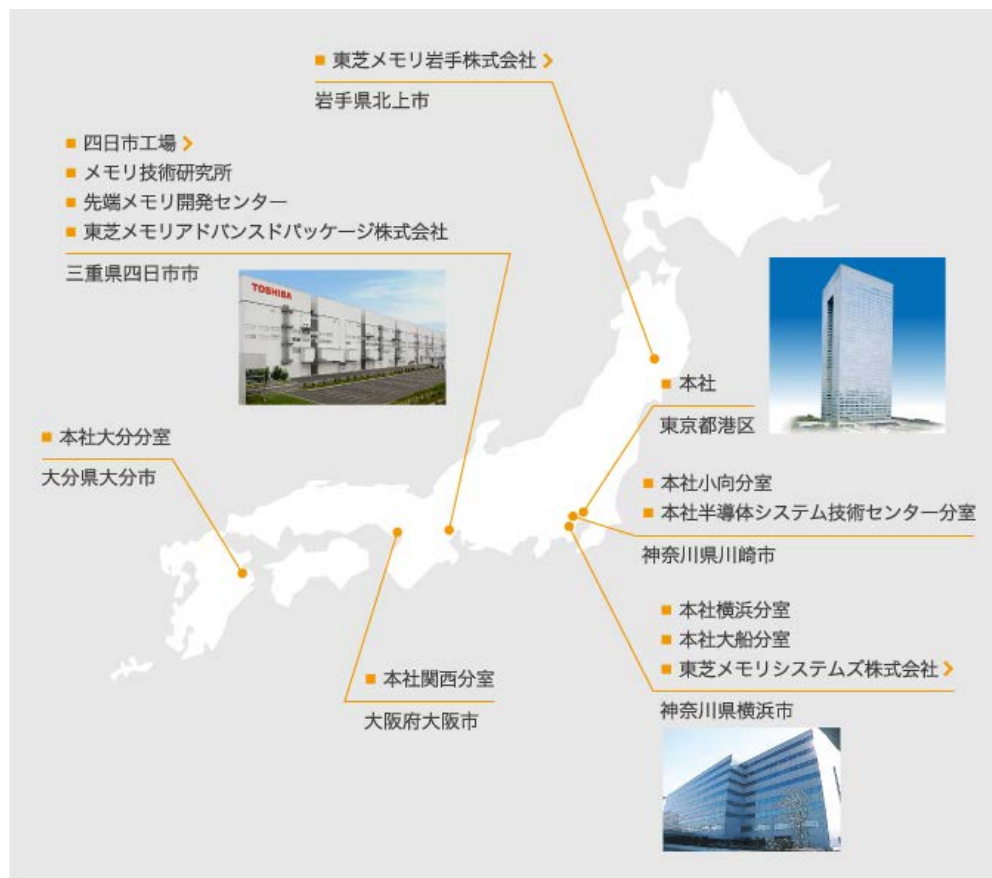 ■ 東芝メモリ岩手株式会社 >
岩手県北上市
■ 四日市工場 >
■ メモリ技術研究所
■ 先端メモリ開発センター
■ 東芝メモリアドバンスドパッケージ株式会社
三重県四日市市
TOSHIBA
■ 本社
東京都港区
■ 本社大分分室
大分県大分市
■ 本社小向分室
■ 本社半導体システム技術センター分室
神奈川県川崎市
■ 本社横浜分室
■ 本社大船分室
■ 東芝メモリシステムズ株式会社 >
神奈川県横浜市
■ 本社関西分室
大阪府大阪市